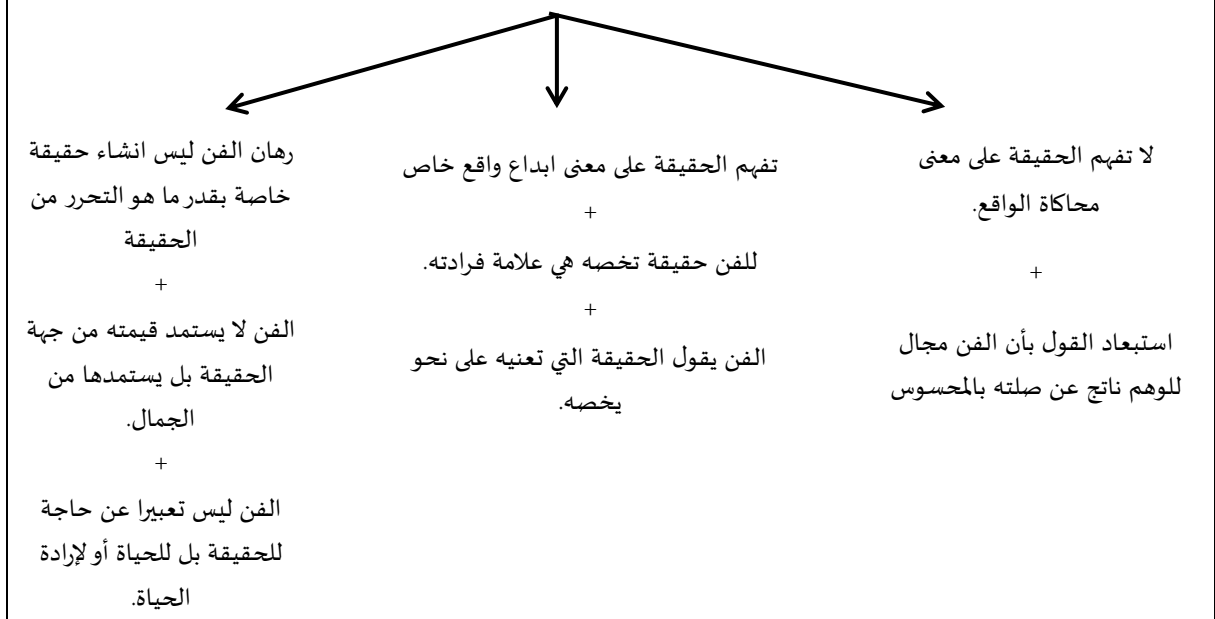 لا تفهم الحقيقة على معنى
محاكاة الواقع.
+
استبعاد القول بأن الفن مجال
للوهم ناتج عن صلته بالمحسوس
تفهم الحقيقة على معنى ابداع واقع خاص
+
للفن حقيقة تخصه هي علامة فرادته.
+
الفن يقول الحقيقة التي تعنيه على نحو
يخصه.
رهان الفن ليس انشاء حقيقة
خاصة بقدر ما هو التحرر من
الحقيقة
+
الفن لا يستمد قيمته من جهة
الحقيقة بل يستمدها من
الجمال.
+
الفن ليس تعبيرا عن حاجة
للحقيقة بل للحياة أو لإرادة
الحياة.